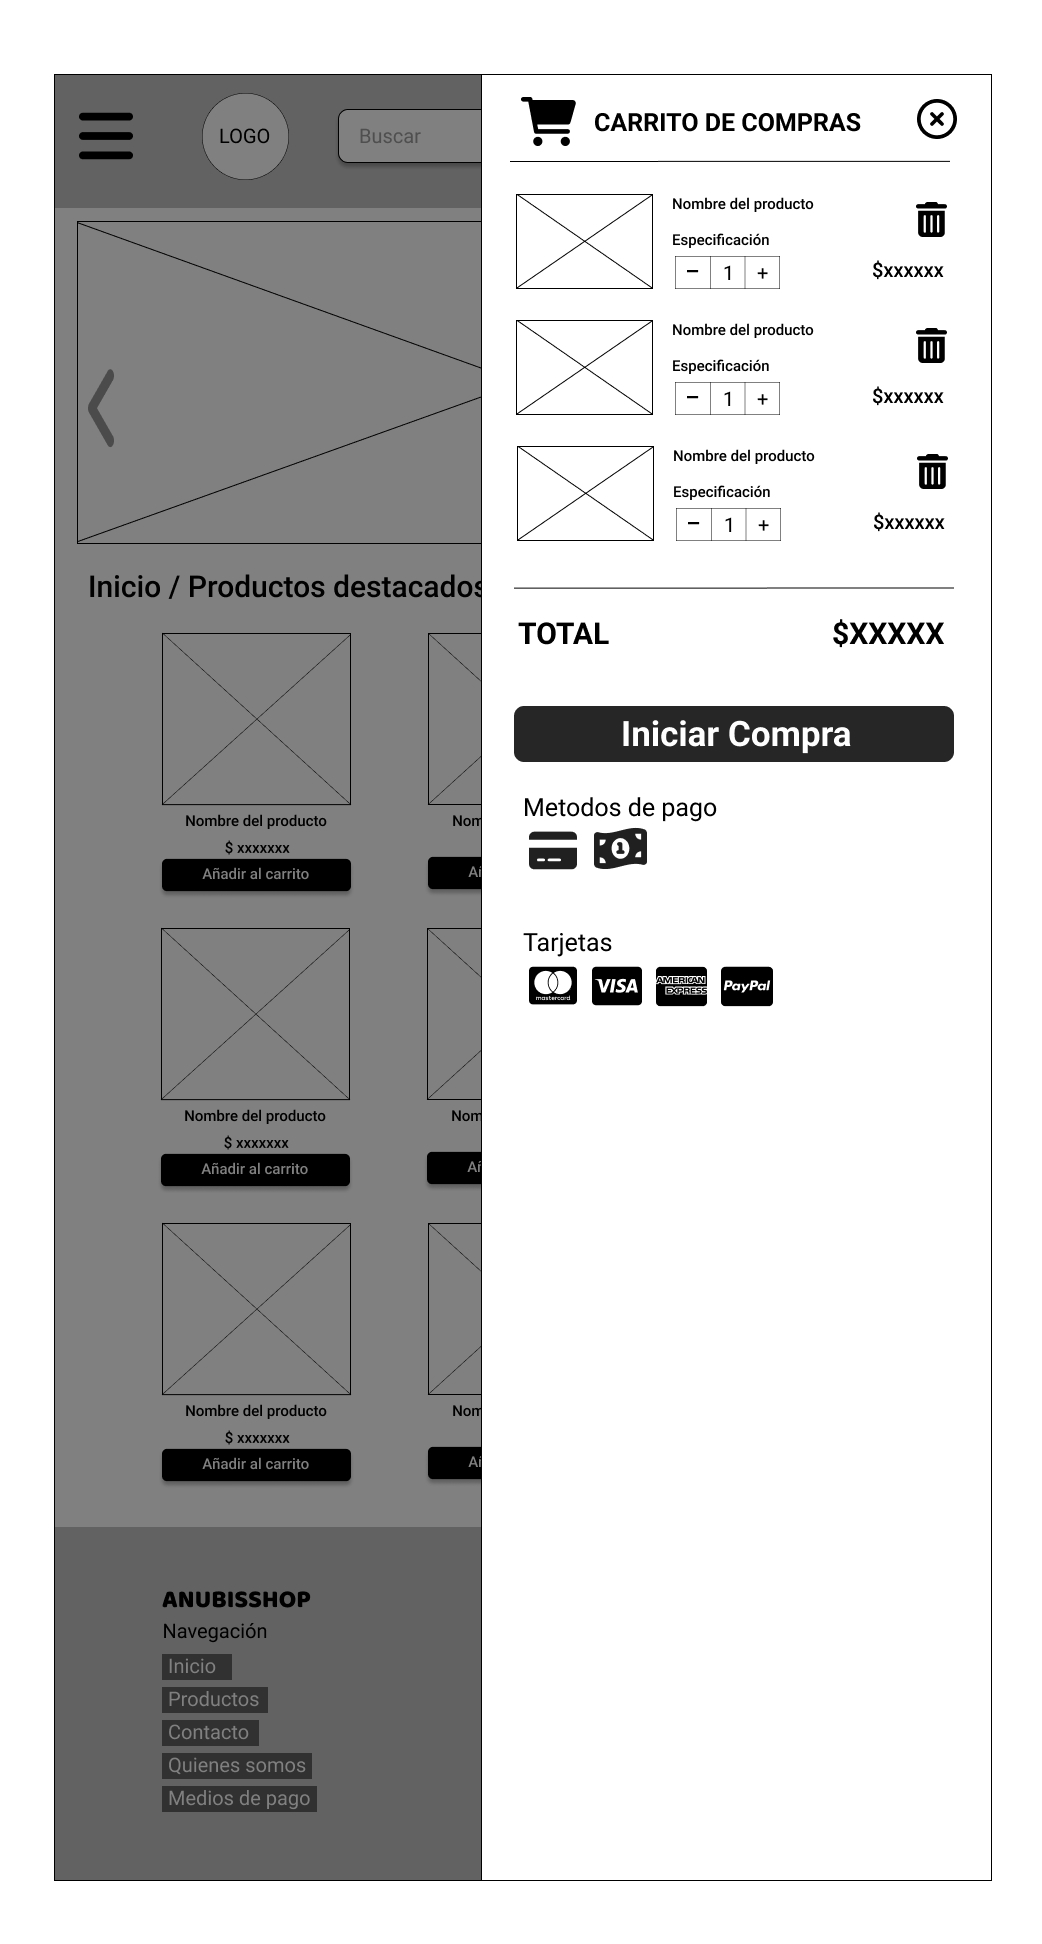 LOGO
Buscar
Inicio / Productos destacados
Nombre del producto
$ xxxxxxx
Añadir al carrito
Nom
Nombre del producto
$ xxxxxxx
Añadir al carrito
Nom
Nombre del producto
$ xxxxxxx
Añadir al carrito
Nom
ANUBISSHOP
Navegación
Inicio
Productos
Contacto
Quienes somos
Medios de pago
CARRITO DE COMPRAS
Nombre del producto
Especificación
− 1 +
$xxxxxx
Nombre del producto
Especificación
− 1 +
$xxxxxx
Nombre del producto
Especificación
− 1 +
$xxxxxx
TOTAL $XXXXX
Iniciar Compra
Metodos de pago
1
Tarjetas
mastercard
VISA
AMERICAN
EXPRESS
PayPal